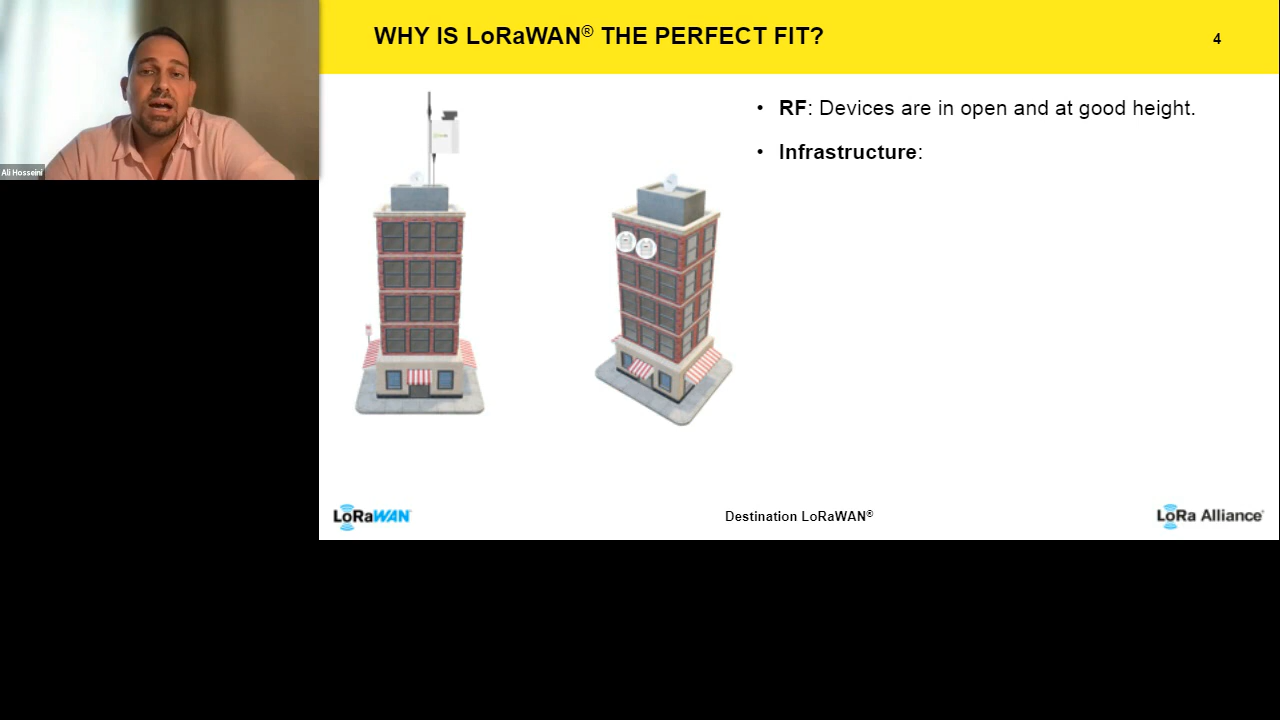 WHY IS LoRaWAN® THE PERFECT FIT?
4
Ali Hosseini
• RF: Devices are in open and at good height.
• Infrastructure:
LoRaWAN
Destination LoRaWAN®
LoRa Alliance